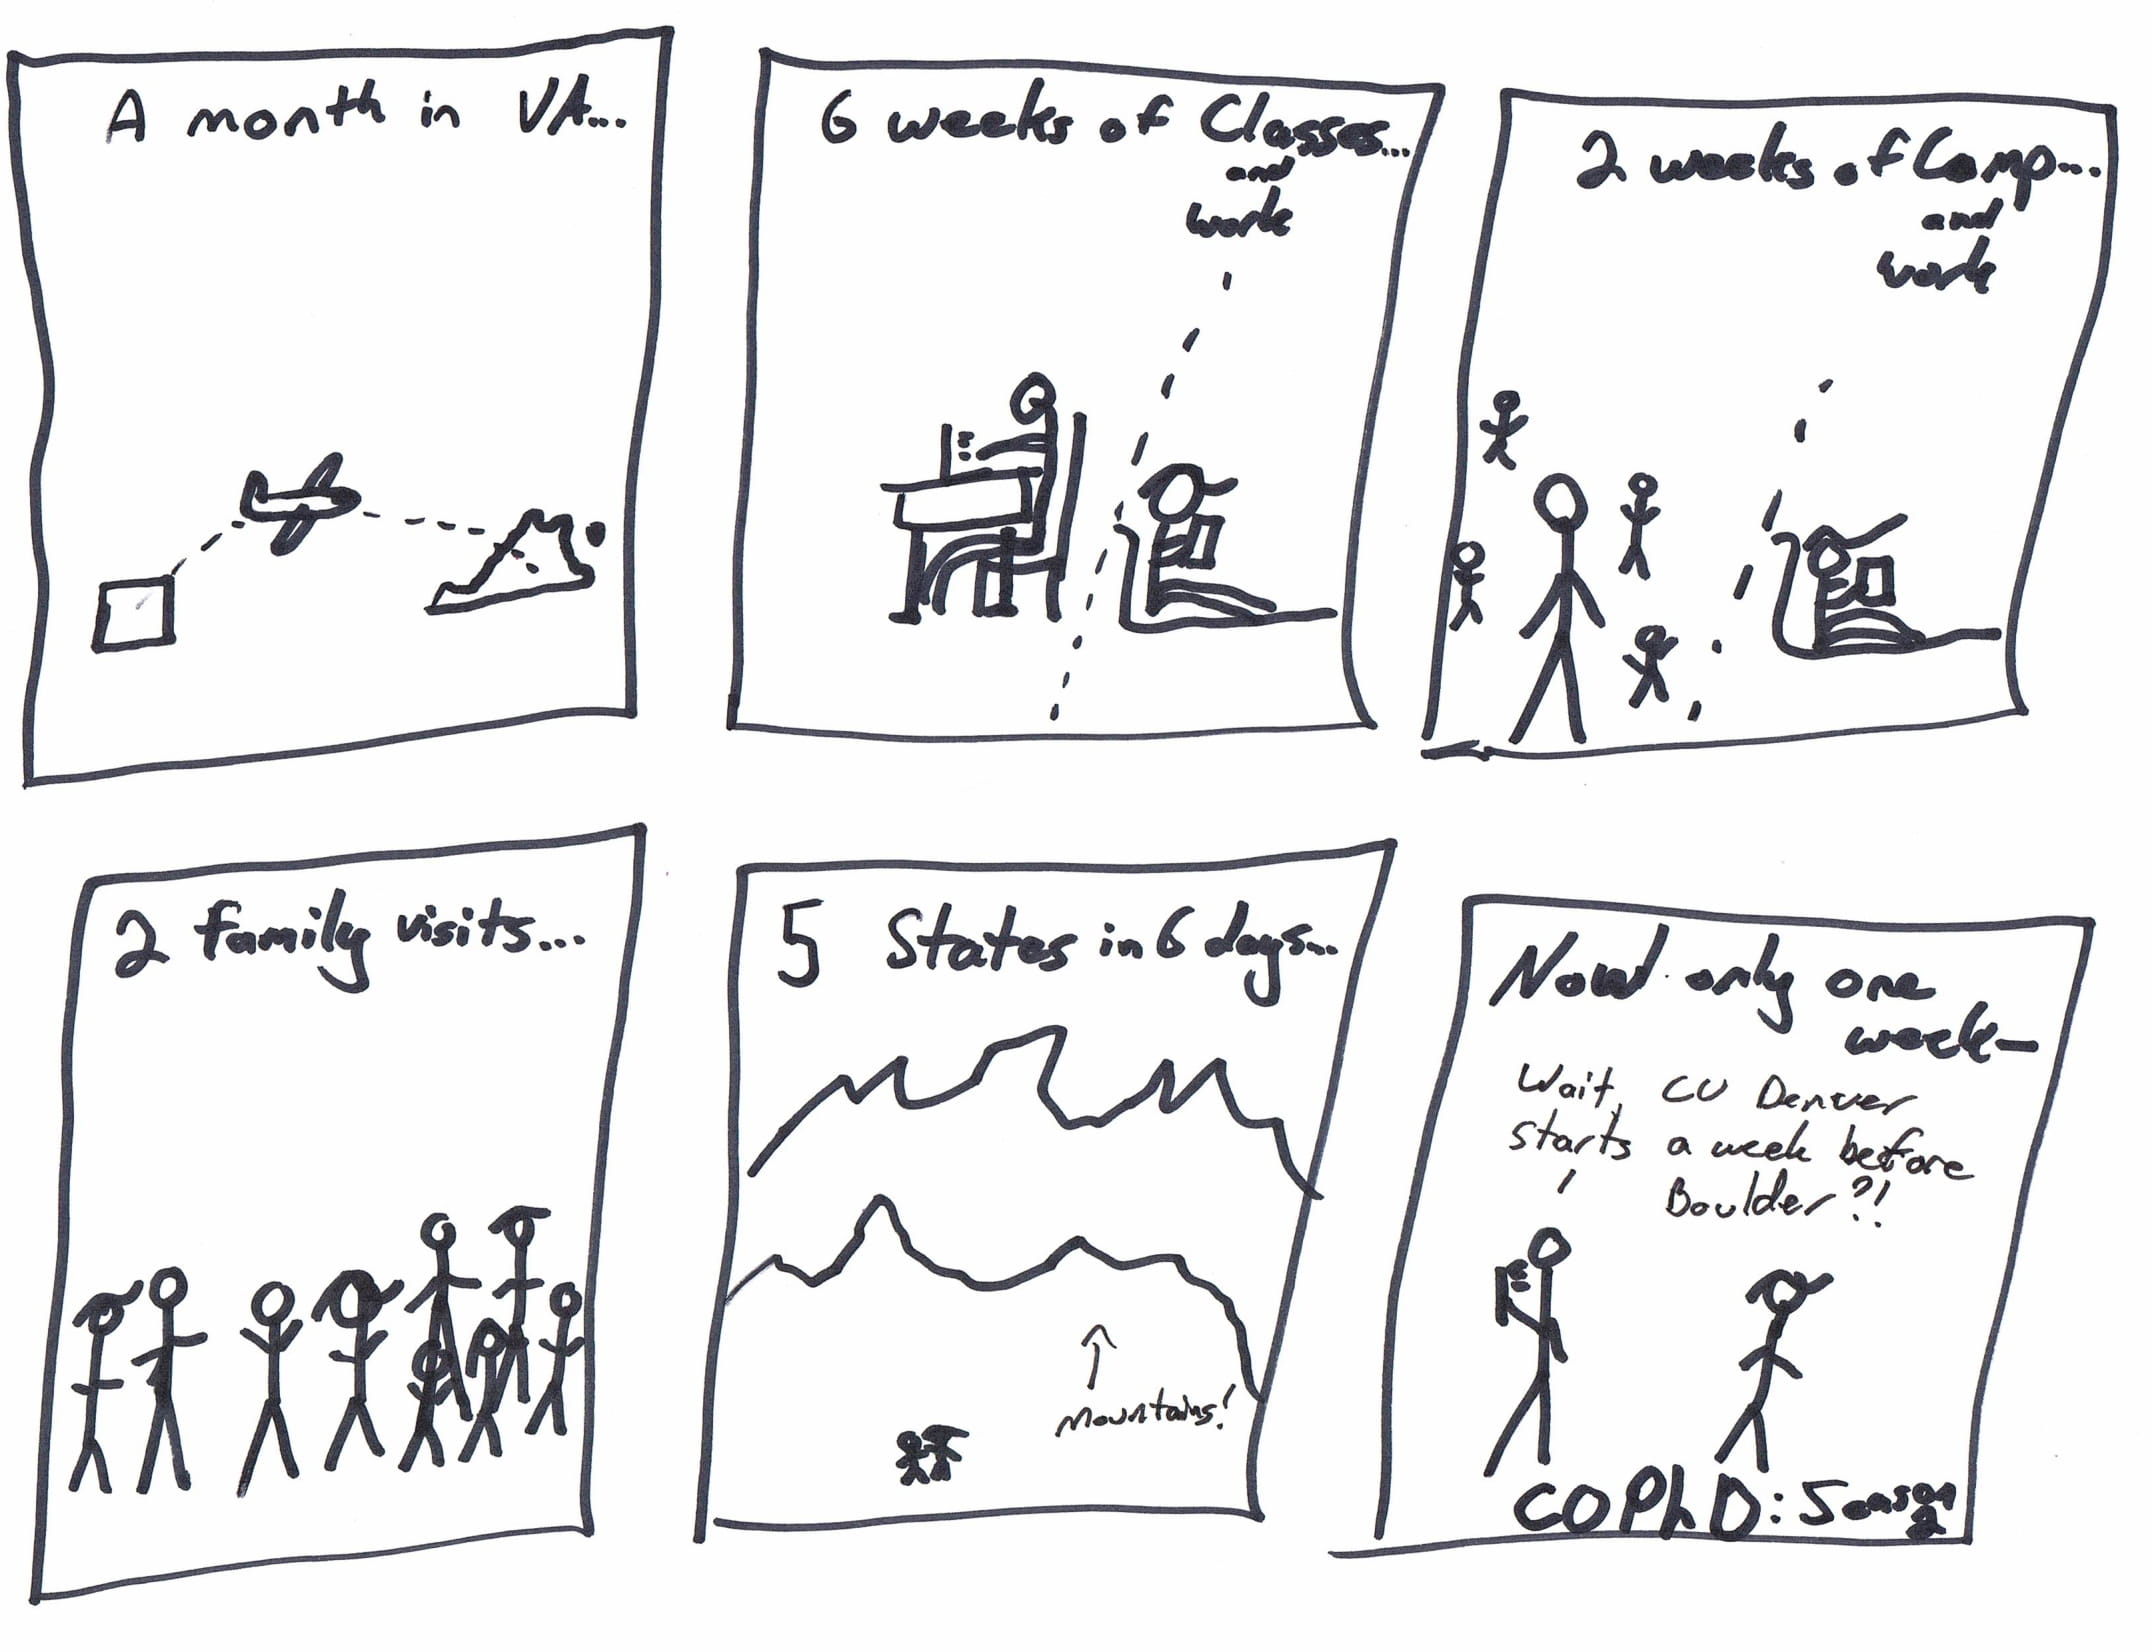 A month in VA...
6 weeks of Classes...
and
work
2 weeks of Camp...
and
work
2 family visits...
5 States in 6 days...
Mountains!
Now only one
week—
Wait, CU Denver
starts a week before
Boulder?!
COPhD: Season
2